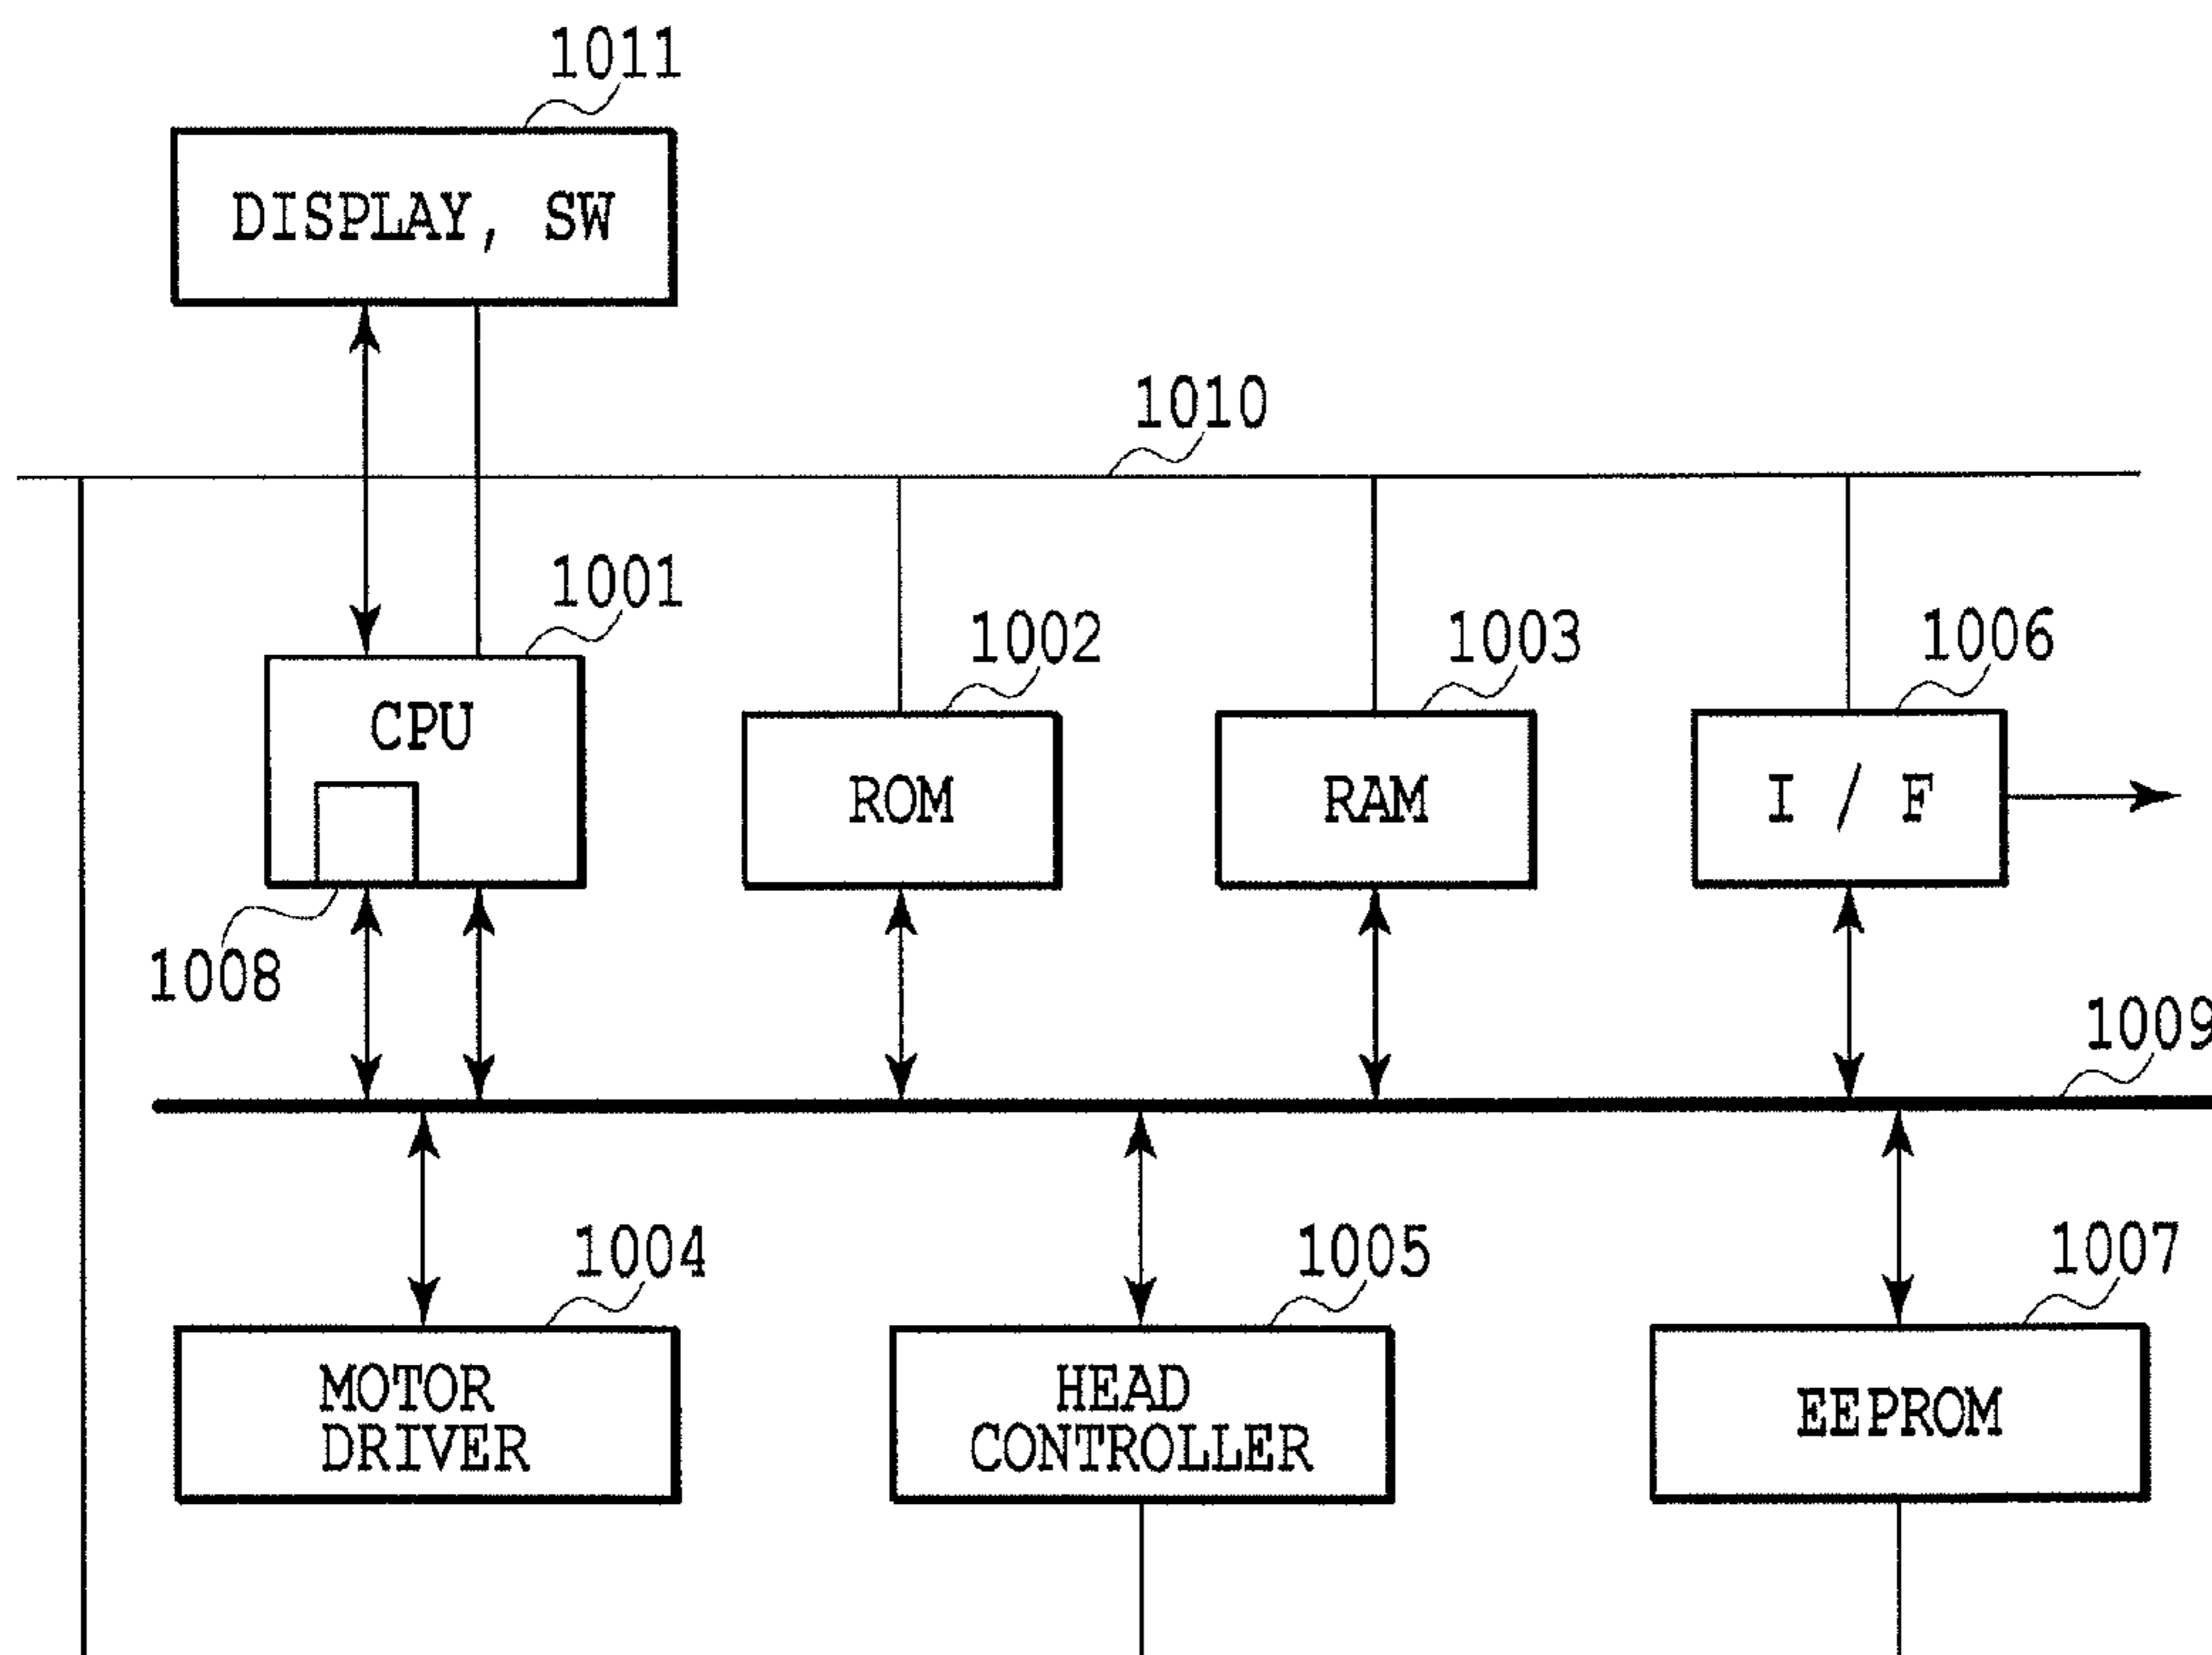 1011
DISPLAY, SW
1010
1001
1002
1003
1006
CPU
ROM
RAM
I / F
1008
1009
1004
1005
1007
MOTOR
DRIVER
HEAD
CONTROLLER
EEPROM